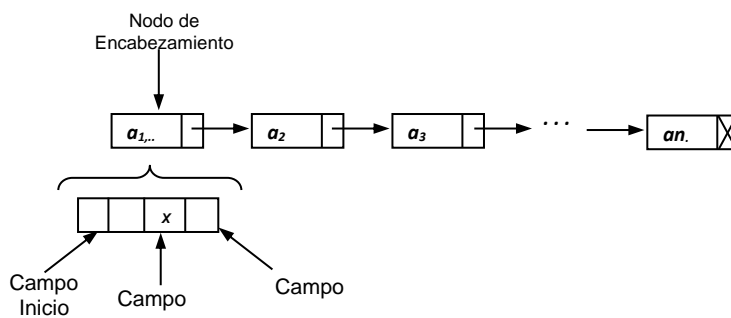 Nodo de
Encabezamiento
a1,.. a2 a3 ... an.
x
Campo
Inicio
Campo
Campo